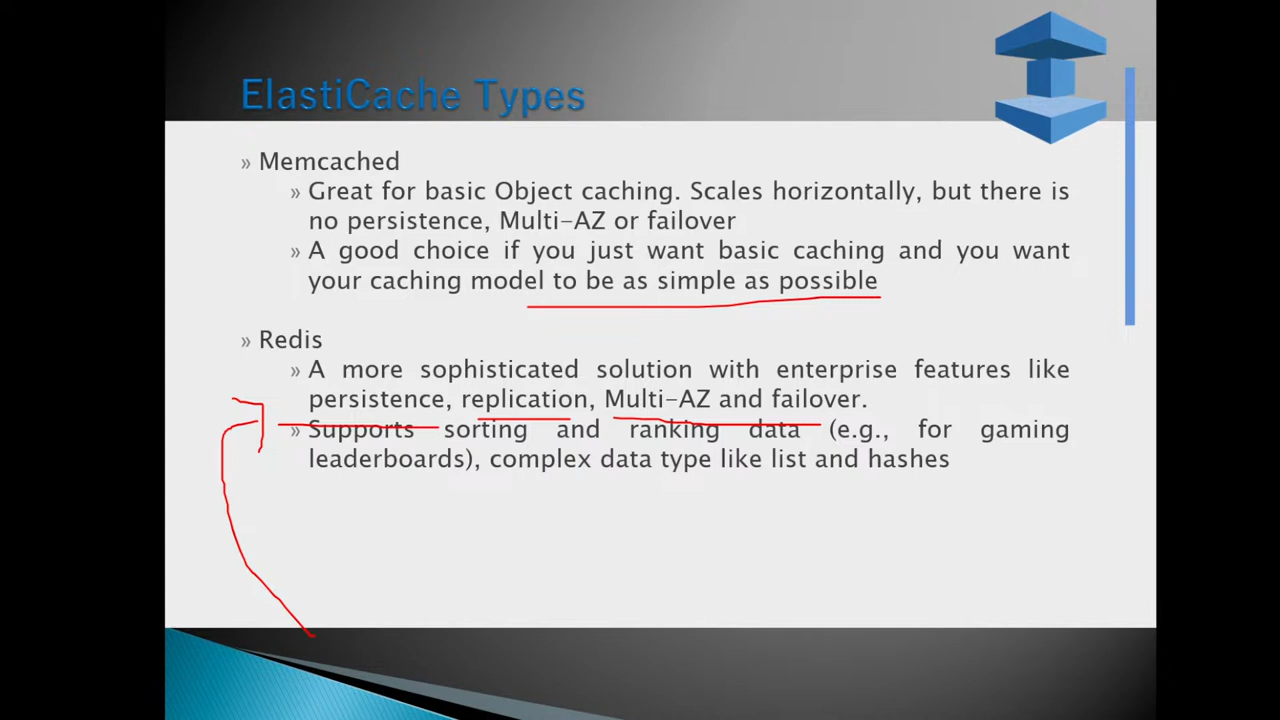 ElastiCache Types
» Memcached
» Great for basic Object caching. Scales horizontally, but there is
no persistence, Multi-AZ or failover
» A good choice if you just want basic caching and you want
your caching model to be as simple as possible
» Redis
» A more sophisticated solution with enterprise features like
persistence, replication, Multi-AZ and failover.
» Supports sorting and ranking data (e.g., for gaming
leaderboards), complex data type like list and hashes